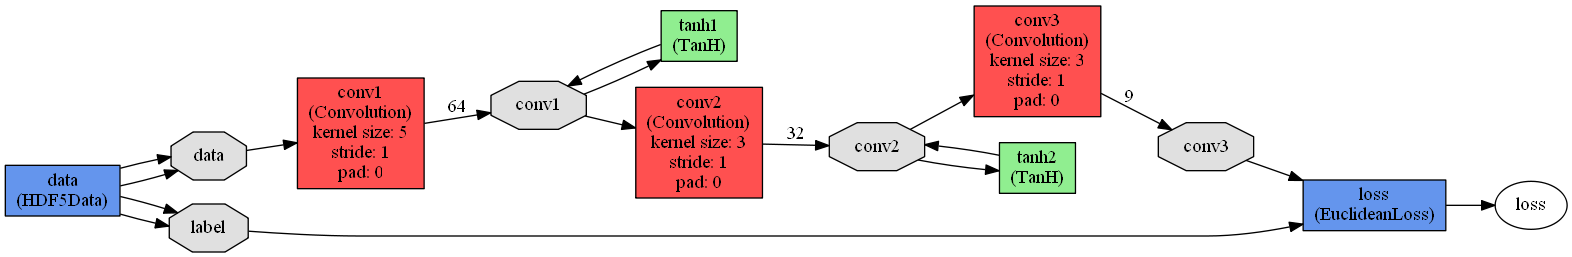 data
(HDF5Data)
data
label
conv1
(Convolution)
kernel size: 5
stride: 1
pad: 0
64
conv1
tanh1
(TanH)
conv2
(Convolution)
kernel size: 3
stride: 1
pad: 0
32
conv2
tanh2
(TanH)
conv3
(Convolution)
kernel size: 3
stride: 1
pad: 0
9
conv3
loss
(EuclideanLoss)
loss